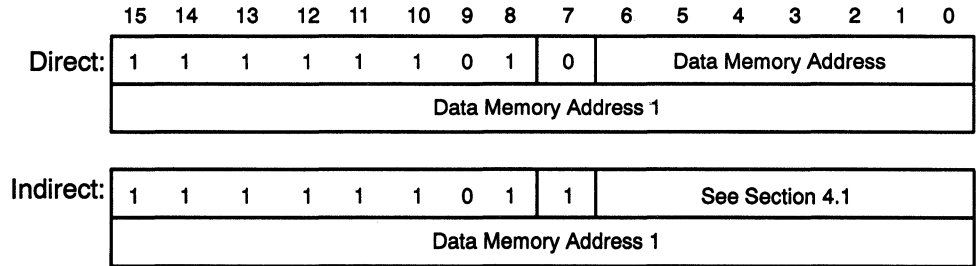 15 14 13 12 11 10 9 8 7 6 5 4 3 2 1 0
Direct: 1 1 1 1 1 1 0 1 0 Data Memory Address
Data Memory Address 1
Indirect: 1 1 1 1 1 1 0 1 1 See Section 4.1
Data Memory Address 1